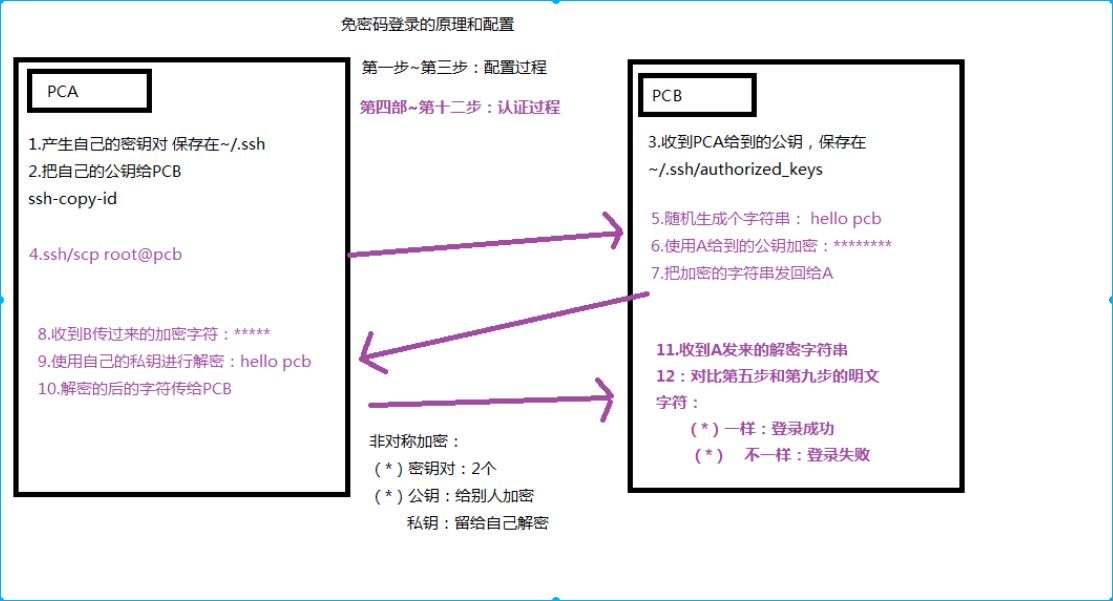 免密码登录的原理和配置
第一步~第三步：配置过程
第四部~第十二步：认证过程
PCA
1.产生自己的密钥对 保存在~/.ssh
2.把自己的公钥给PCB
ssh-copy-id
4.ssh/scp root@pcb
8.收到B传过来的加密字符：*****
9.使用自己的私钥进行解密：hello pcb
10.解密的后的字符传给PCB
PCB
3.收到PCA给到的公钥，保存在
~/.ssh/authorized_keys
5.随机生成个字符串： hello pcb
6.使用A给到的公钥加密：********
7.把加密的字符串发回给A
11.收到A发来的解密字符串
12：对比第五步和第九步的明文
字符：
（*）一样：登录成功
（*） 不一样：登录失败
非对称加密：
（*）密钥对：2个
（*）公钥：给别人加密
私钥：留给自己解密